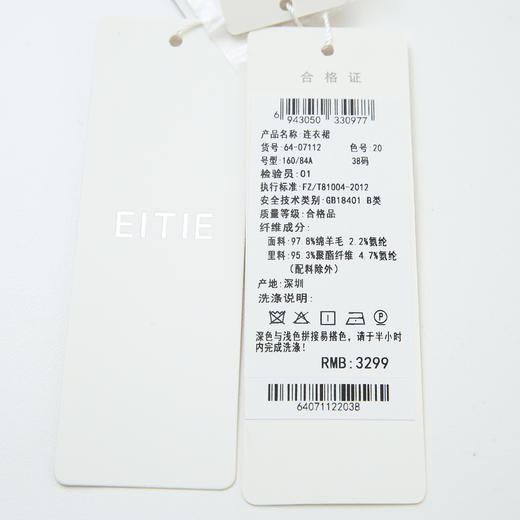 EITIE
合格证
6 943050 330977
产品名称:连衣裙
货号:64-07112 色号:20
号型:160/84A 38码
检验员:01
执行标准:FZ/T81004-2012
安全技术类别:GB18401 B类
质量等级:合格品
纤维成分:
面料:97.8%绵羊毛 2.2%氨纶
里料:95.3%聚酯纤维 4.7%氨纶
(配料除外)
产地:深圳
洗涤说明:
深色与浅色拼接易搭色,请于半小时
内完成洗涤!
RMB:3299
64071122038